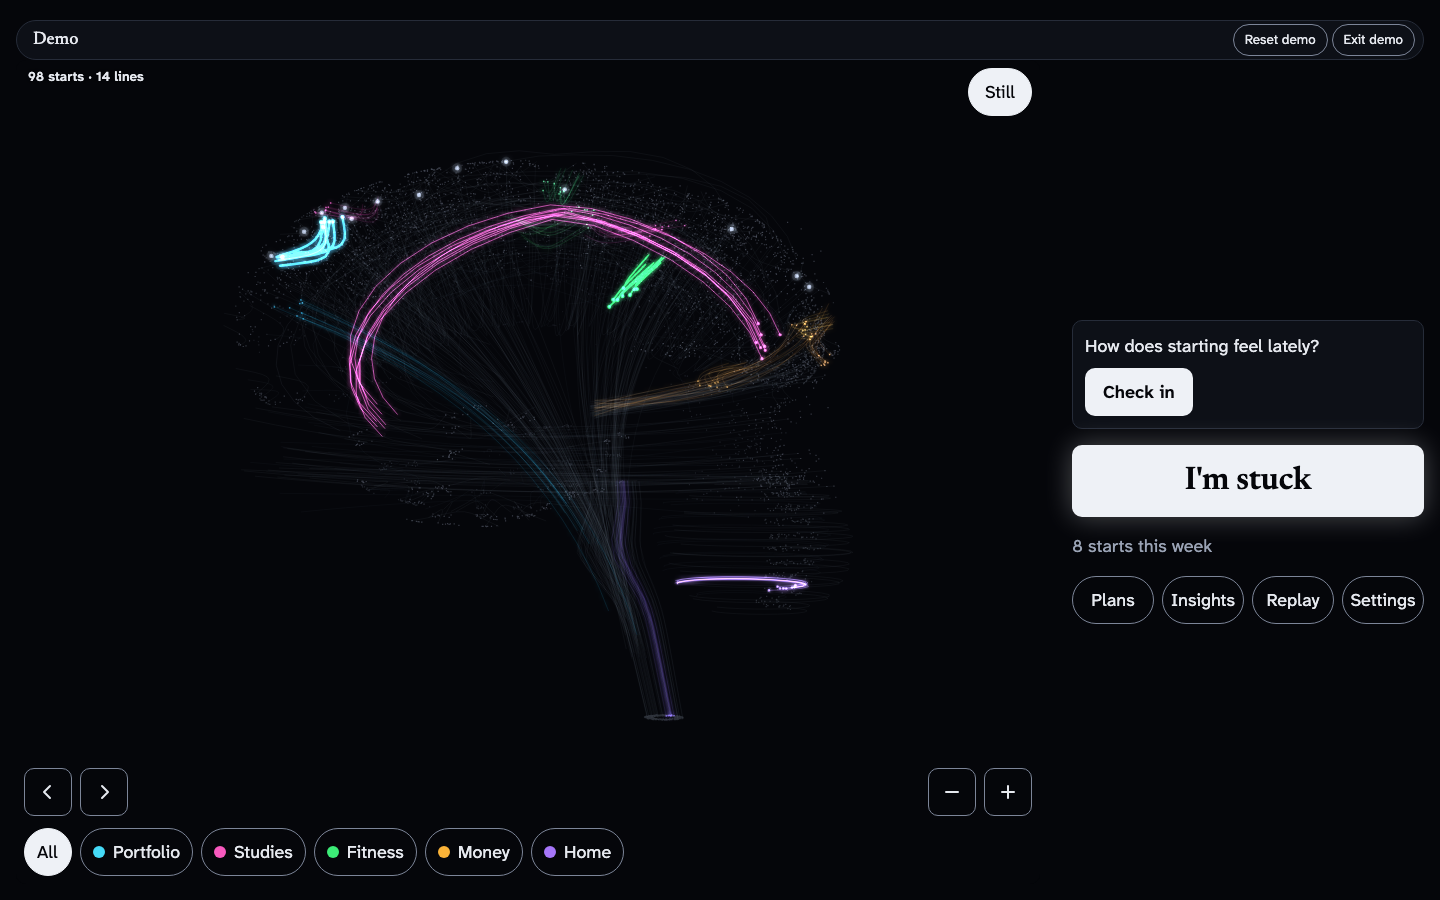 Demo
Reset demo
Exit demo
98 starts · 14 lines
Still
How does starting feel lately?
Check in
I'm stuck
8 starts this week
Plans
Insights
Replay
Settings
All
Portfolio
Studies
Fitness
Money
Home